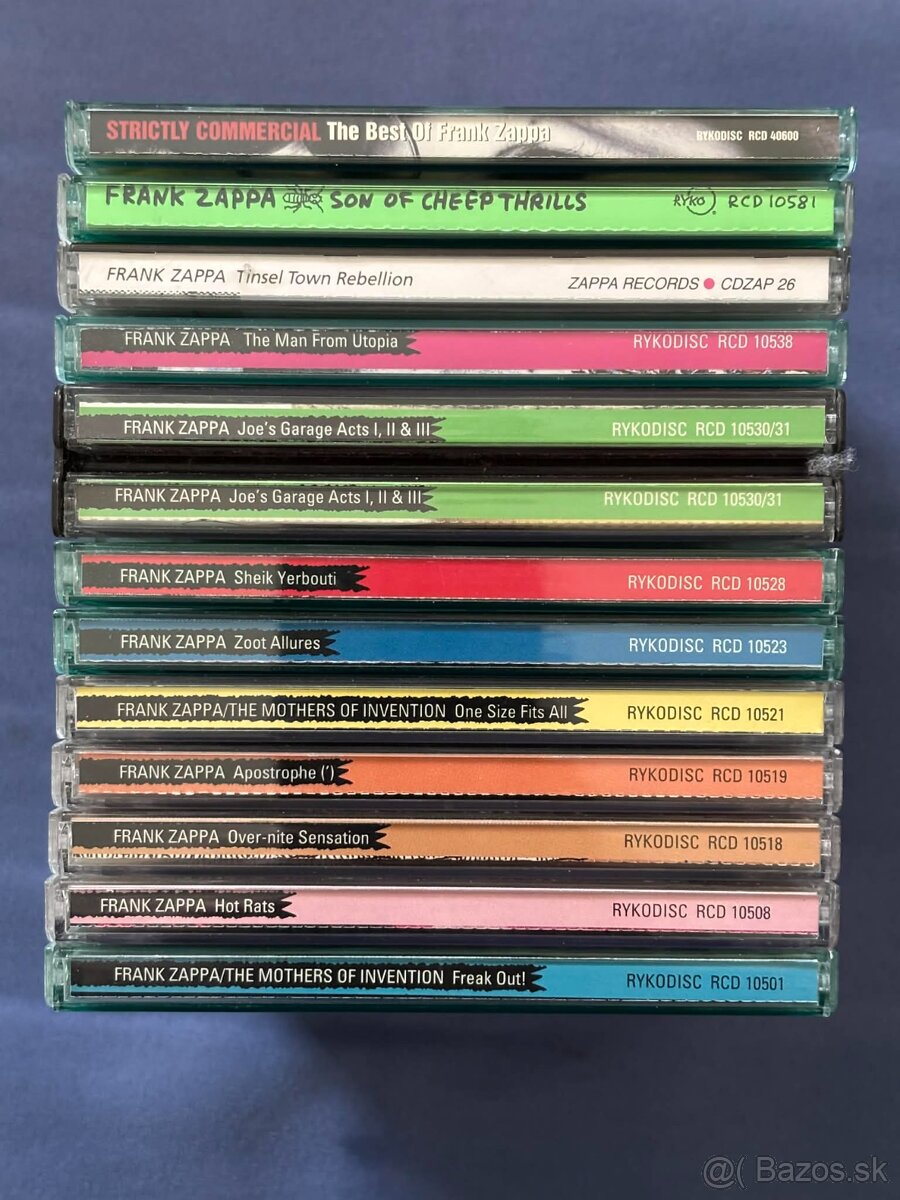 STRICTLY COMMERCIAL The Best Of Frank Zappa RYKODISC RCD 40600
FRANK ZAPPA SON OF CHEEP THRILLS RYKO RCD 10581
FRANK ZAPPA Tinsel Town Rebellion ZAPPA RECORDS ● CDZAP 26
FRANK ZAPPA The Man From Utopia RYKODISC RCD 10538
FRANK ZAPPA Joe's Garage Acts I, II & III RYKODISC RCD 10530/31
FRANK ZAPPA Joe's Garage Acts I, II & III RYKODISC RCD 10530/31
FRANK ZAPPA Sheik Yerbouti RYKODISC RCD 10528
FRANK ZAPPA Zoot Allures RYKODISC RCD 10523
FRANK ZAPPA/THE MOTHERS OF INVENTION One Size Fits All RYKODISC RCD 10521
FRANK ZAPPA Apostrophe (') RYKODISC RCD 10519
FRANK ZAPPA Over-nite Sensation RYKODISC RCD 10518
FRANK ZAPPA Hot Rats RYKODISC RCD 10508
FRANK ZAPPA/THE MOTHERS OF INVENTION Freak Out! RYKODISC RCD 10501
@( Bazos.sk